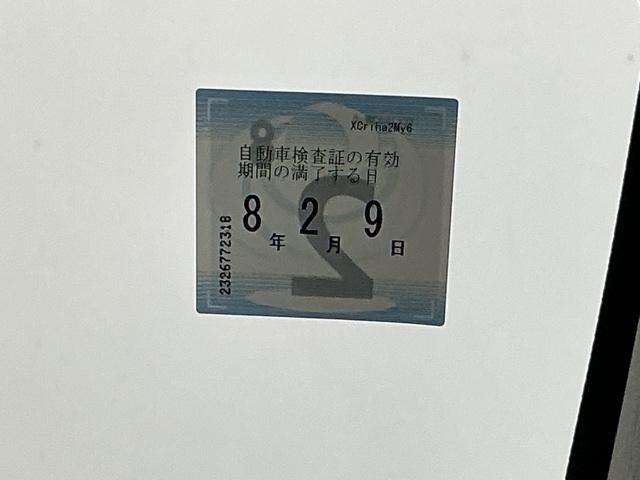 XCriha2My6
自動車検査証の有効
期間の満了する日
8年 2月 9日
2326772318